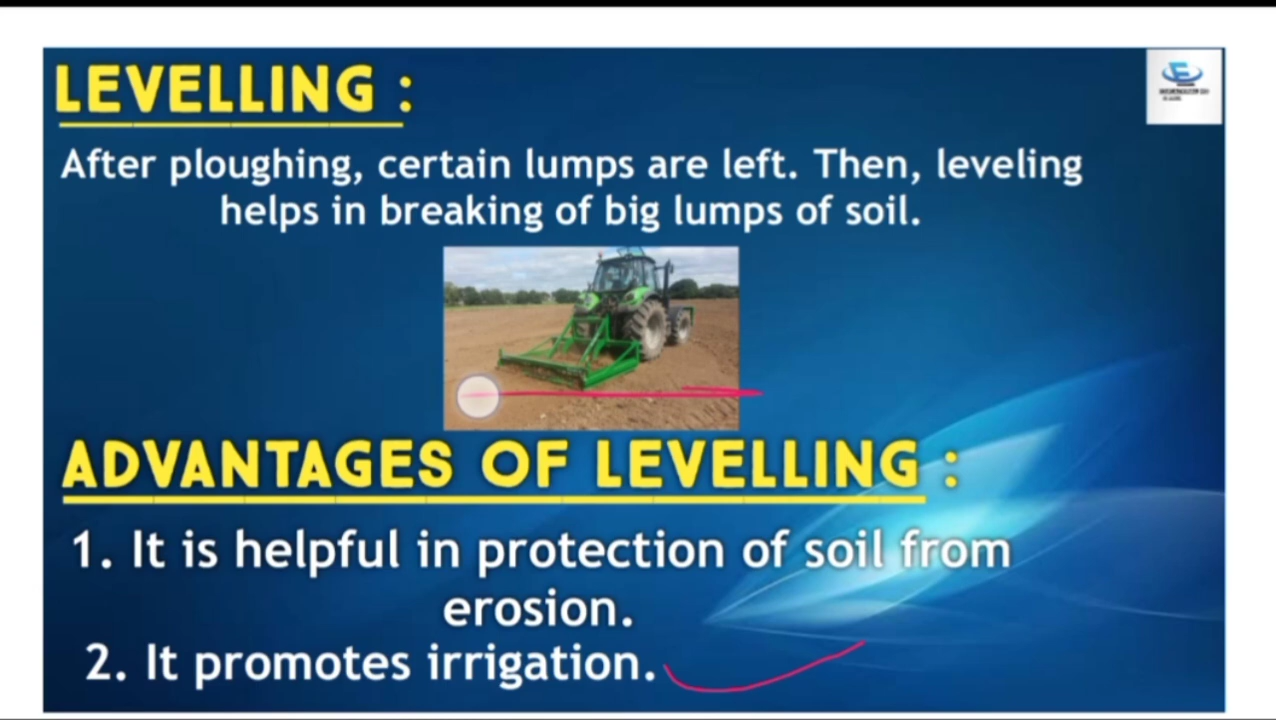 LEVELLING :
After ploughing, certain lumps are left. Then, leveling
helps in breaking of big lumps of soil.
ADVANTAGES OF LEVELLING :
1. It is helpful in protection of soil from
erosion.
2. It promotes irrigation.